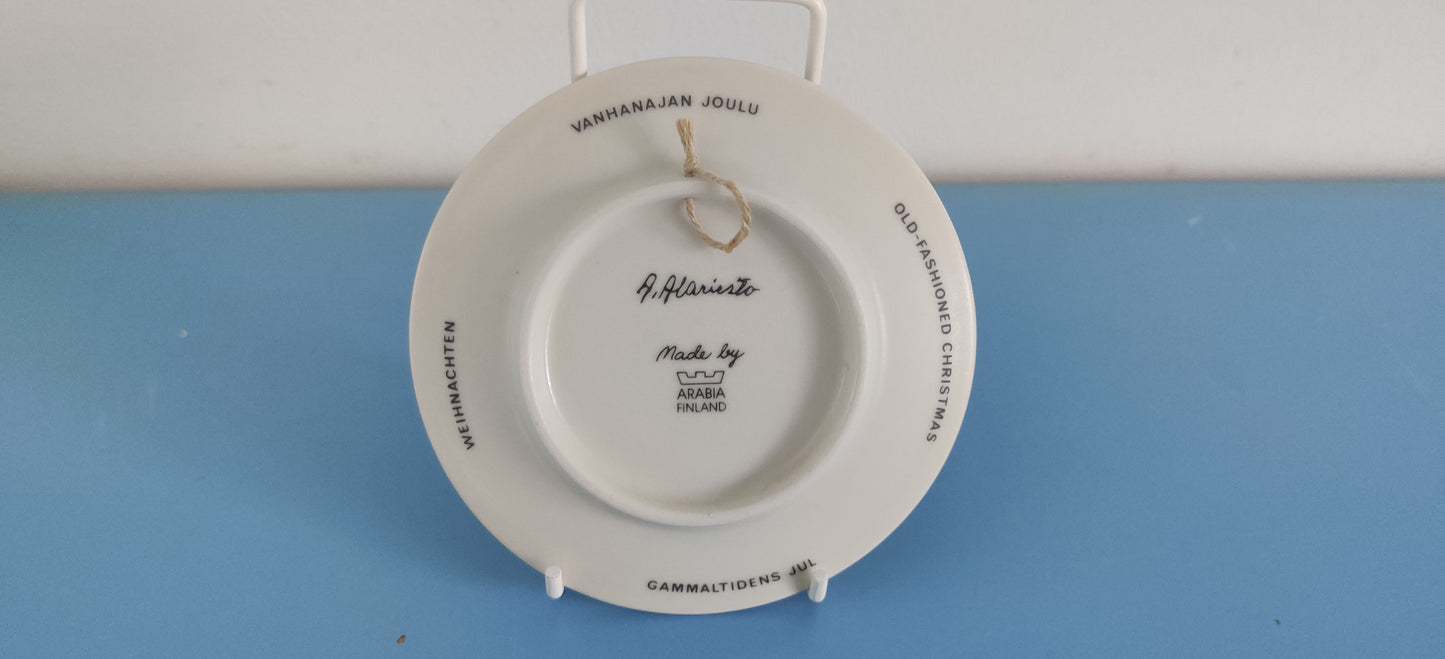 VANHANAJAN JOULU
OLD-FASHIONED CHRISTMAS
GAMMALTIDENS JUL
WEIHNACHTEN
A. Alariesto
Made by
ARABIA
FINLAND